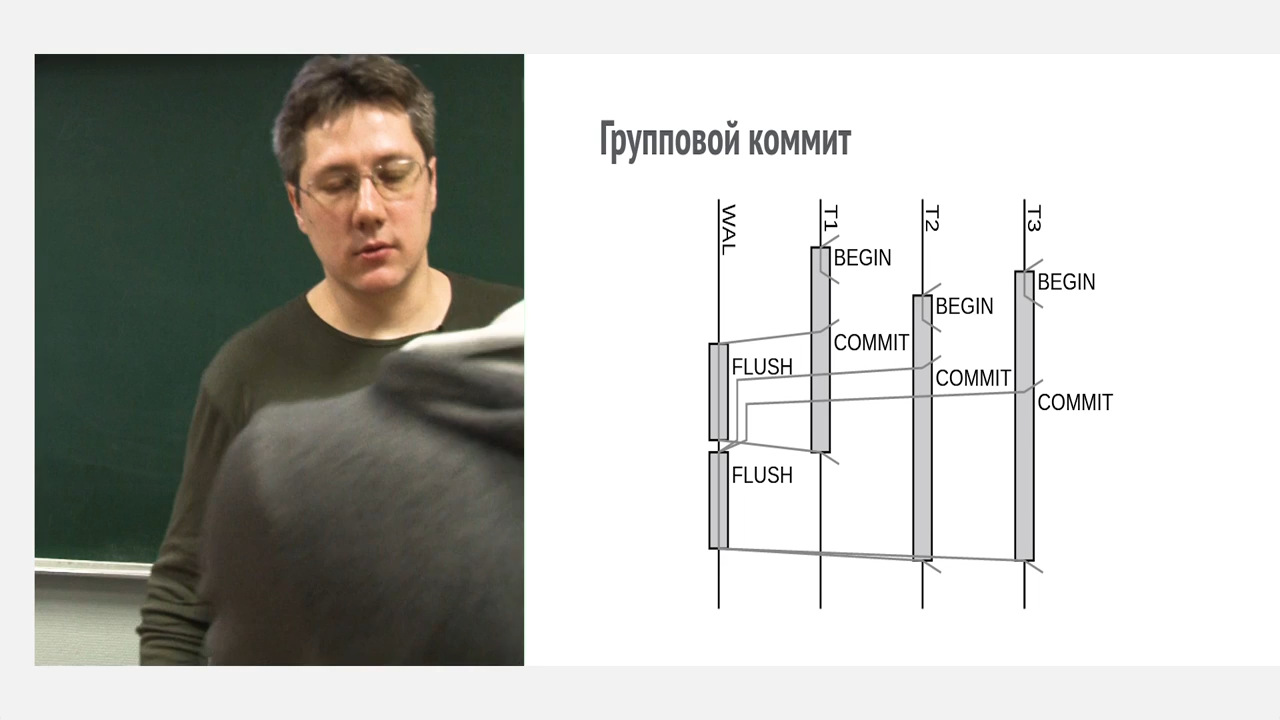 Групповой коммит
WAL
T1
T2
T3
BEGIN
BEGIN
BEGIN
COMMIT
FLUSH
COMMIT
COMMIT
FLUSH